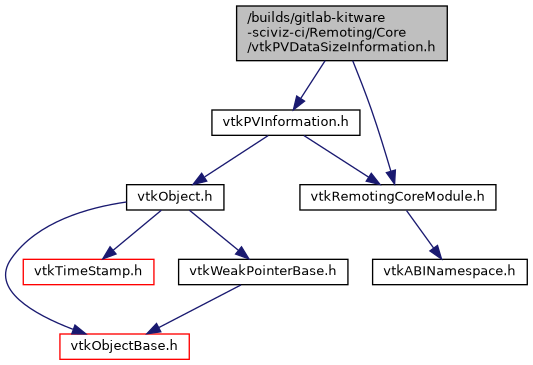 /builds/gitlab-kitware
-sciviz-ci/Remoting/Core
/vtkPVDataSizeInformation.h
vtkPVInformation.h
vtkObject.h
vtkRemotingCoreModule.h
vtkTimeStamp.h
vtkWeakPointerBase.h
vtkABINamespace.h
vtkObjectBase.h